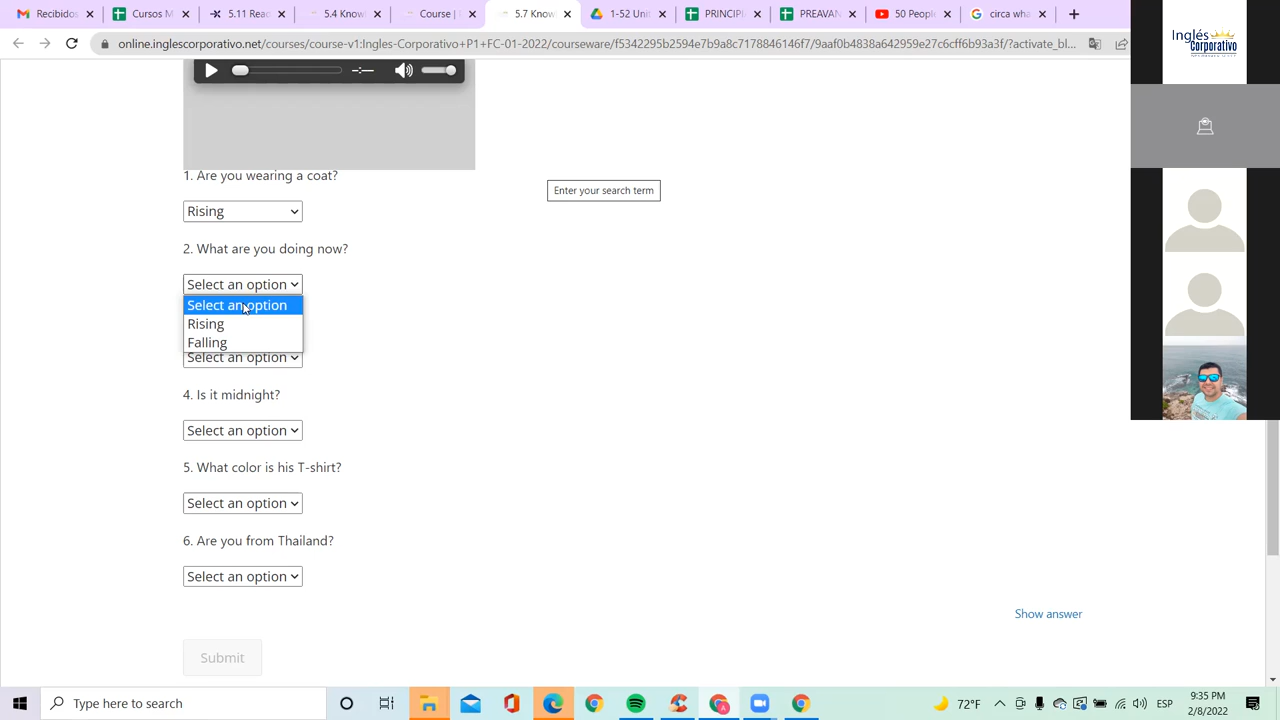 Recibidos
Cursos M
5.11 Rea
5.4 Knowl
Course |
5.7 Know
1-52 Unit
PRINCIPA
PREAVAN
50 People
circa wha
online.inglescorporativo.net/courses/course-v1:Ingles-Corporativo+P1+FC-01-2022/courseware/f5342295b2594e7b9a8c7178846146f7/9aaf0b4838a642959e27c6cff6b93a3f/?activate_bl...
Inglés
Corporativo
1. Are you wearing a coat?
Enter your search term
Rising
2. What are you doing now?
Select an option
Select an option
Rising
Falling
Select an option
4. Is it midnight?
Select an option
5. What color is his T-shirt?
Select an option
6. Are you from Thailand?
Select an option
Show answer
Submit
Type here to search
72°F
ESP
9:35 PM
2/8/2022